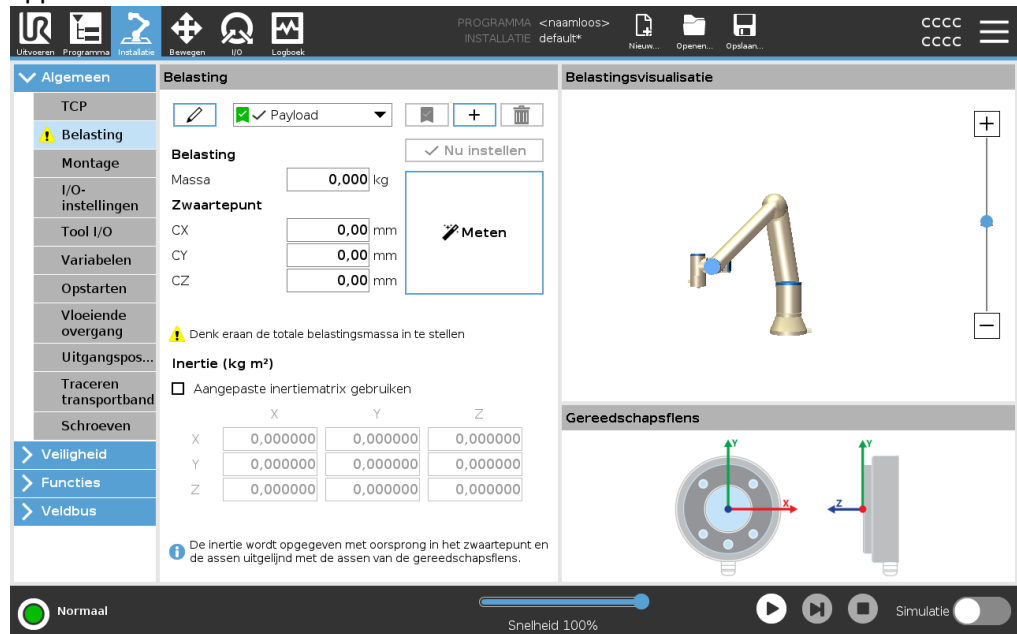 PROGRAMMA <naamloos>
INSTALLATIE default*
cccc
cccc
UR
Uitvoeren Programma Installatie Bewegen I/O Logboek Nieuw... Openen... Opslaan...
Algemeen
TCP
Belasting
Montage
I/O-
instellingen
Tool I/O
Variabelen
Opstarten
Vloeiende
overgang
Uitgangspos...
Traceren
transportband
Schroeven
Veiligheid
Functies
Veldbus
Belasting
Payload
+
Belasting
Nu instellen
Massa 0,000 kg
Zwaartepunt
CX 0,00 mm
CY 0,00 mm
CZ 0,00 mm
Meten
Denk eraan de totale belastingsmassa in te stellen
Inertie (kg m²)
Aangepaste inertiematrix gebruiken
X Y Z
X 0,000000 0,000000 0,000000
Y 0,000000 0,000000 0,000000
Z 0,000000 0,000000 0,000000
De inertie wordt opgegeven met oorsprong in het zwaartepunt en
de assen uitgelijnd met de assen van de gereedschapsflens.
Belastingsvisualisatie
+
−
Gereedschapsflens
Y
X
Y
Z
Normaal
Snelheid 100%
Simulatie